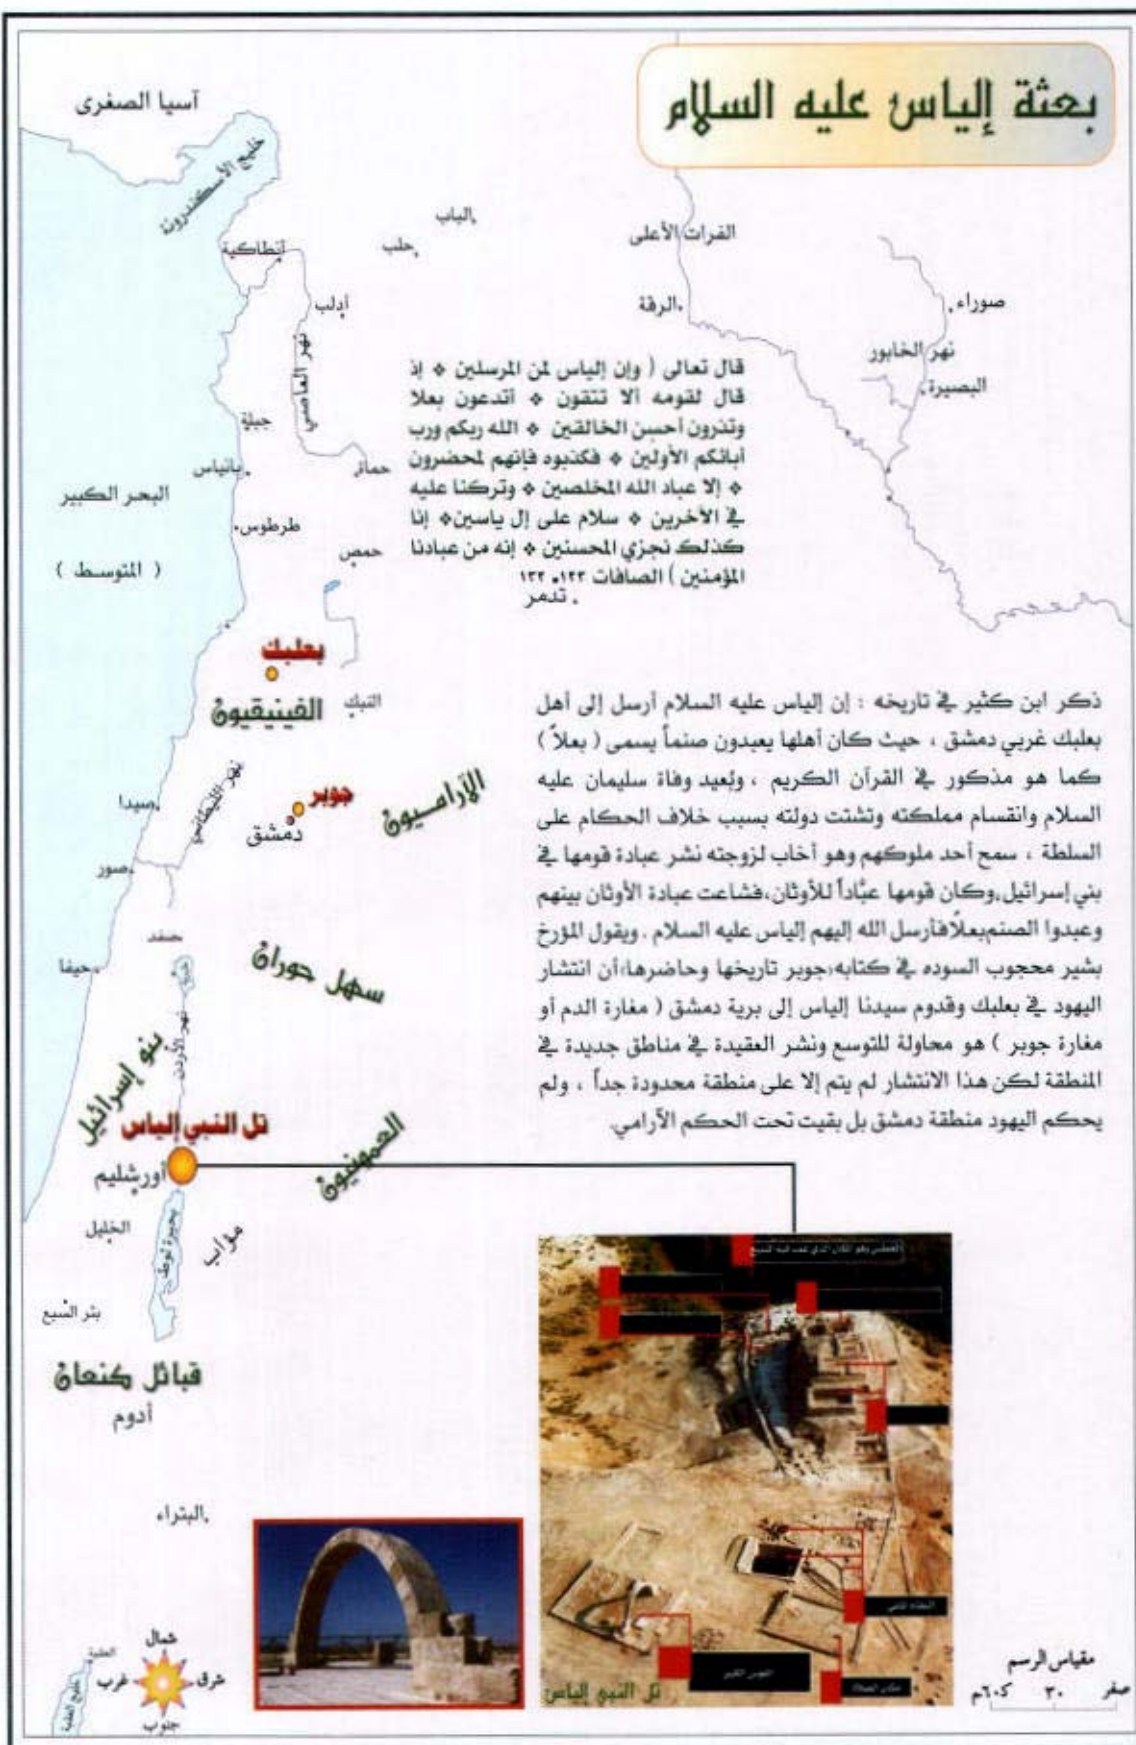 بعثة إلياس عليه السلام
آسيا الصغرى
خليج الأسكندرونة
أنطاكية
حلب
الباب
الفرات الأعلى
أدلب
الرقة
صوراء
نهر الخابور
البصيرة
نهر العاصي
جبلة
بانياس
حماة
البحر الكبير
( المتوسط )
طرطوس
حمص
قال تعالى ( وإن إلياس لمن المرسلين ❖ إذ
قال لقومه ألا تتقون ❖ أتدعون بعلا
وتذرون أحسن الخالقين ❖ الله ربكم ورب
آبائكم الأولين ❖ فكذبوه فإنهم لمحضرون
❖ إلا عباد الله المخلصين ❖ وتركنا عليه
في الآخرين ❖ سلام على إل ياسين❖ إنا
كذلك نجزي المحسنين ❖ إنه من عبادنا
المؤمنين ) الصافات ١٢٣، ١٣٢
تدمر
بعلبك
الفينيقيون
النبك
ذكر ابن كثير في تاريخه : إن إلياس عليه السلام أرسل إلى أهل
بعلبك غربي دمشق ، حيث كان أهلها يعبدون صنماً يسمى ( بعلاً )
كما هو مذكور في القرآن الكريم ، وبُعيد وفاة سليمان عليه
السلام وانقسام مملكته وتشتت دولته بسبب خلاف الحكام على
السلطة ، سمح أحد ملوكهم وهو أخاب لزوجته نشر عبادة قومها في
بني إسرائيل،وكان قومها عبَّاداً للأوثان،فشاعت عبادة الأوثان بينهم
وعبدوا الصنم بعلاً فأرسل الله إليهم إلياس عليه السلام . ويقول المؤرخ
بشير محجوب السوده في كتابه،جوبر تاريخها وحاضرها،أن انتشار
اليهود في بعلبك وقدوم سيدنا إلياس إلى برية دمشق ( مغارة الدم أو
مغارة جوبر ) هو محاولة للتوسع ونشر العقيدة في مناطق جديدة في
المنطقة لكن هذا الانتشار لم يتم إلا على منطقة محدودة جداً ، ولم
يحكم اليهود منطقة دمشق بل بقيت تحت الحكم الآرامي.
نهر الليطاني
صيدا
جوبر
دمشق
الآراميون
صور
صفد
حيفا
سهل حوران
نهر الأردن
بنو إسرائيل
تل النبي إلياس
أورشليم
العمونيون
الخليل
بحيرة لوط
مؤاب
بئر السبع
قبائل كنعان
أدوم
البتراء
العقبة
خليج العقبة
شمال
شرق
غرب
جنوب
تل النبي إلياس
مقياس الرسم
صفر ٣٠ ٦٠كم